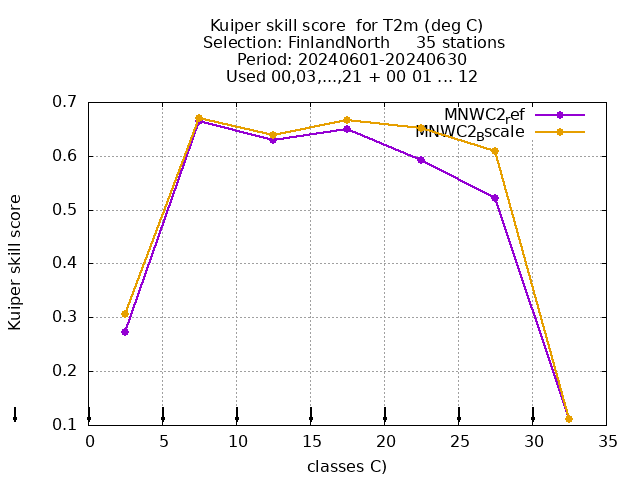 Kuiper skill score  for T2m (deg C)
Selection: FinlandNorth     35 stations
Period: 20240601-20240630
Used 00,03,...,21 + 00 01 ... 12
MNWC2ref
MNWC2Bscale
Kuiper skill score
0.7
0.6
0.5
0.4
0.3
0.2
0.1
0 5 10 15 20 25 30 35
classes C)